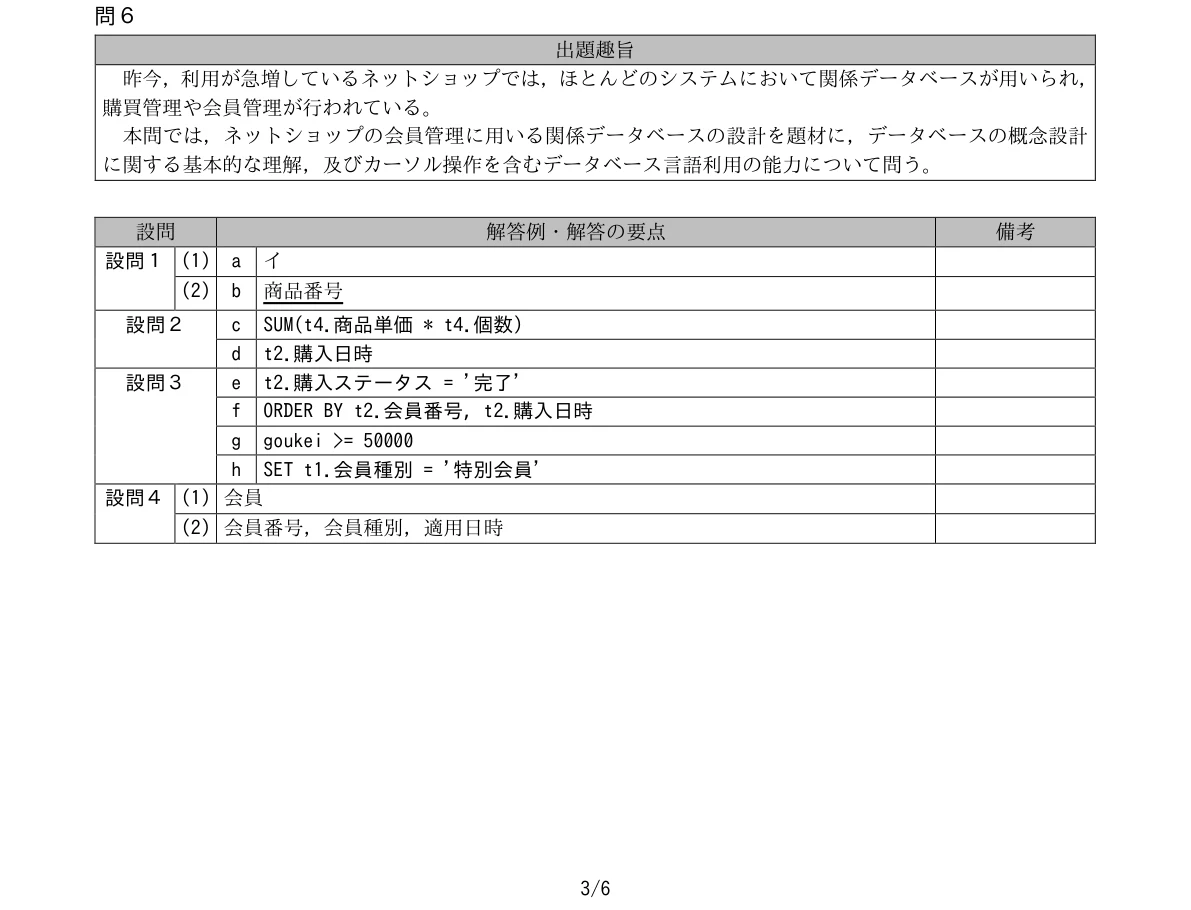 問６
出題趣旨
昨今，利用が急増しているネットショップでは，ほとんどのシステムにおいて関係データベースが用いられ，
購買管理や会員管理が行われている。
本問では，ネットショップの会員管理に用いる関係データベースの設計を題材に，データベースの概念設計
に関する基本的な理解，及びカーソル操作を含むデータベース言語利用の能力について問う。
設問 解答例・解答の要点 備考
設問１ (1) a イ
(2) b 商品番号
設問２ c SUM(t4.商品単価 * t4.個数)
d t2.購入日時
設問３ e t2.購入ステータス = '完了'
f ORDER BY t2.会員番号, t2.購入日時
g goukei >= 50000
h SET t1.会員種別 = '特別会員'
設問４ (1) 会員
(2) 会員番号，会員種別，適用日時
3/6